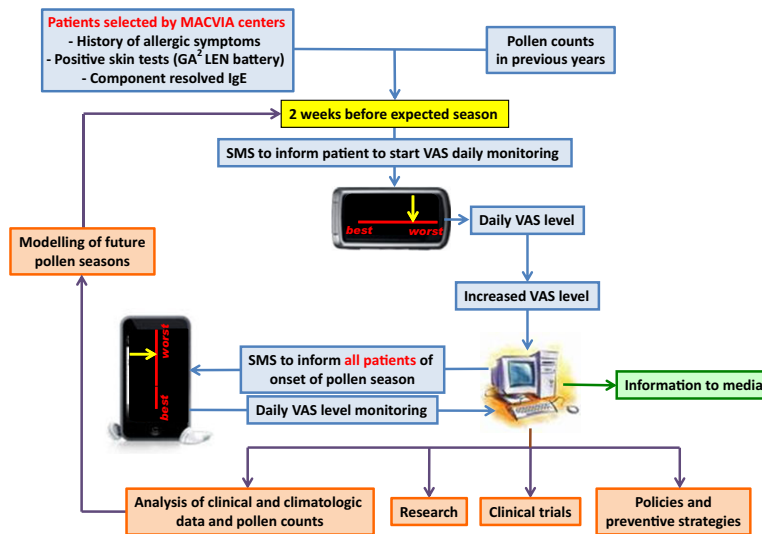 Patients selected by MACVIA centers
- History of allergic symptoms
- Positive skin tests (GA² LEN battery)
- Component resolved IgE
Pollen counts
in previous years
2 weeks before expected season
SMS to inform patient to start VAS daily monitoring
best worst
Daily VAS level
Modelling of future
pollen seasons
Increased VAS level
worst
best
SMS to inform all patients of
onset of pollen season
Information to media
Daily VAS level monitoring
Analysis of clinical and climatologic
data and pollen counts
Research
Clinical trials
Policies and
preventive strategies